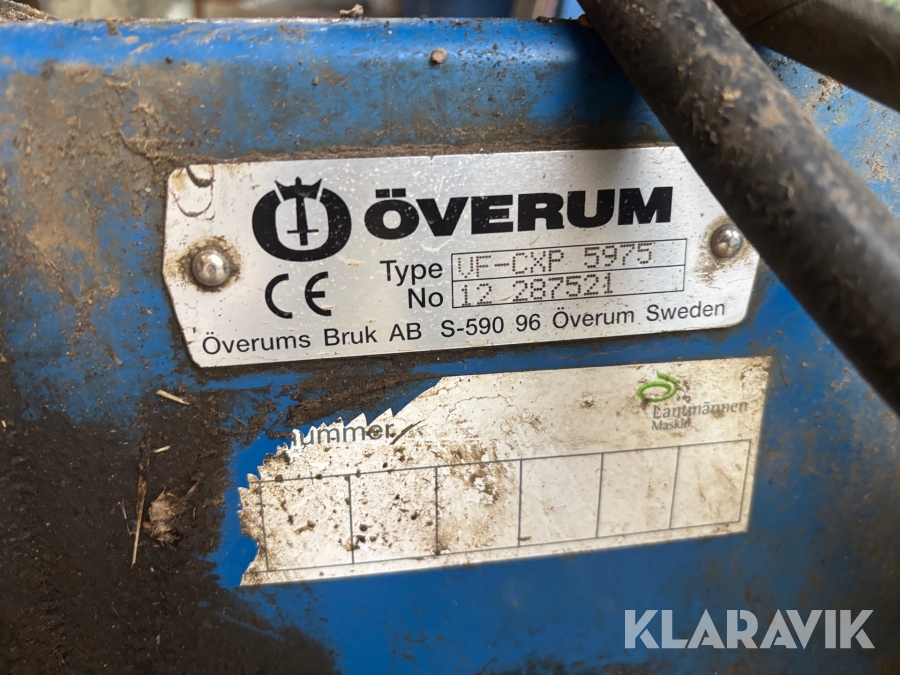 ÖVERUM
Type VF-CXP 5975
No 12 287521
CE
Överums Bruk AB S-590 96 Överum Sweden
Lantmännen
Maskin
nummer
KLARAVIK